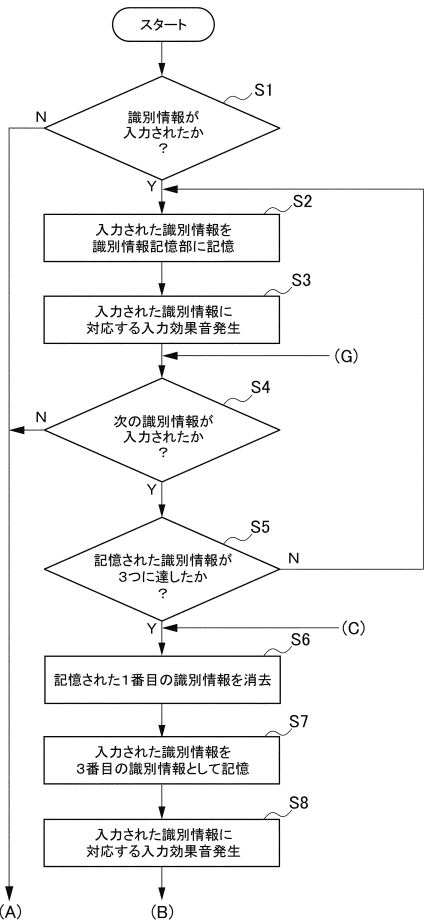 スタート
S1
識別情報が
入力されたか
?
N
Y
S2
入力された識別情報を
識別情報記憶部に記憶
S3
入力された識別情報に
対応する入力効果音発生
(G)
S4
次の識別情報が
入力されたか
?
N
Y
S5
記憶された識別情報が
3つに達したか
?
N
Y
(C)
S6
記憶された1番目の識別情報を消去
S7
入力された識別情報を
3番目の識別情報として記憶
S8
入力された識別情報に
対応する入力効果音発生
(A)
(B)